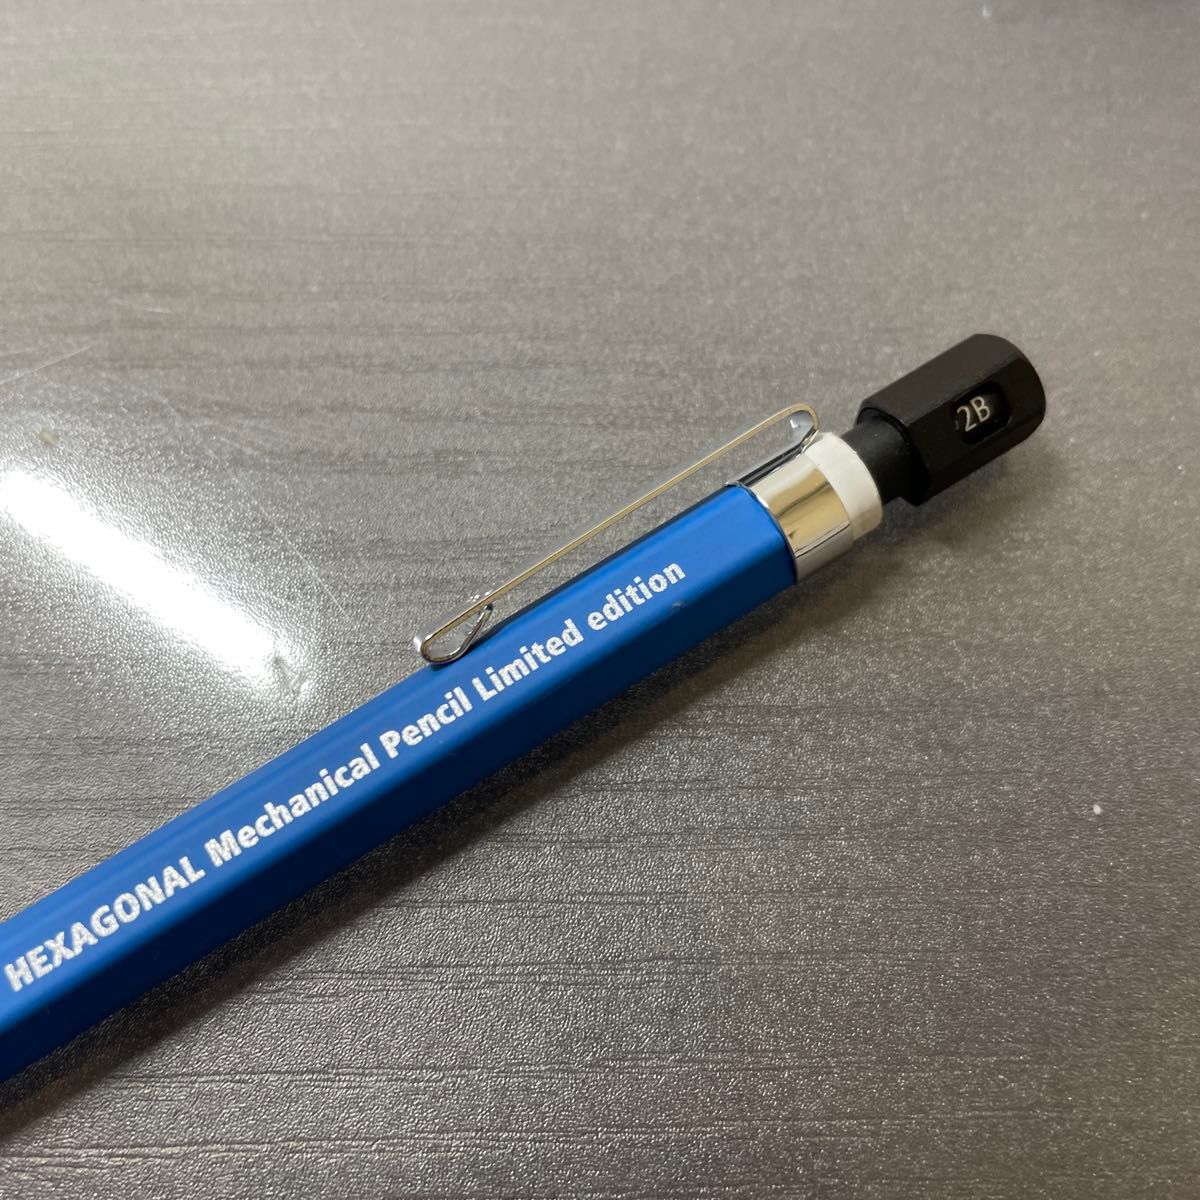 HEXAGONAL Mechanical Pencil Limited edition
2B